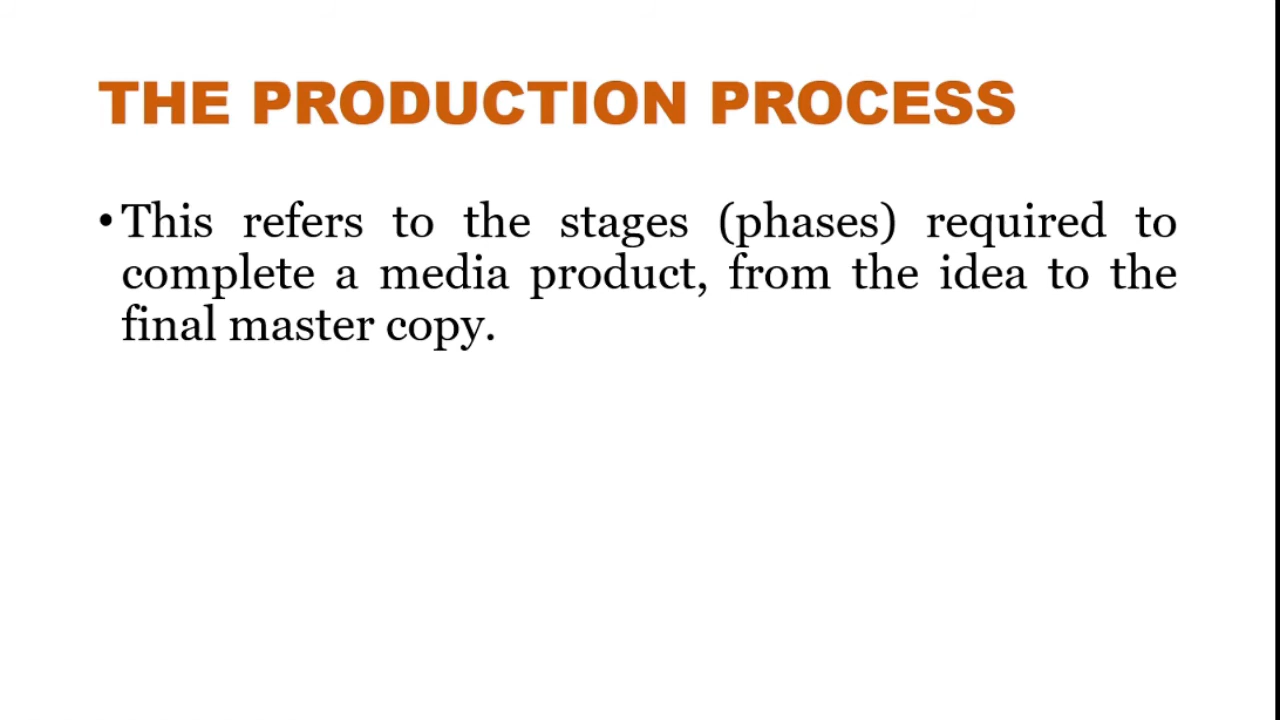 THE PRODUCTION PROCESS
•This refers to the stages (phases) required to
complete a media product, from the idea to the
final master copy.